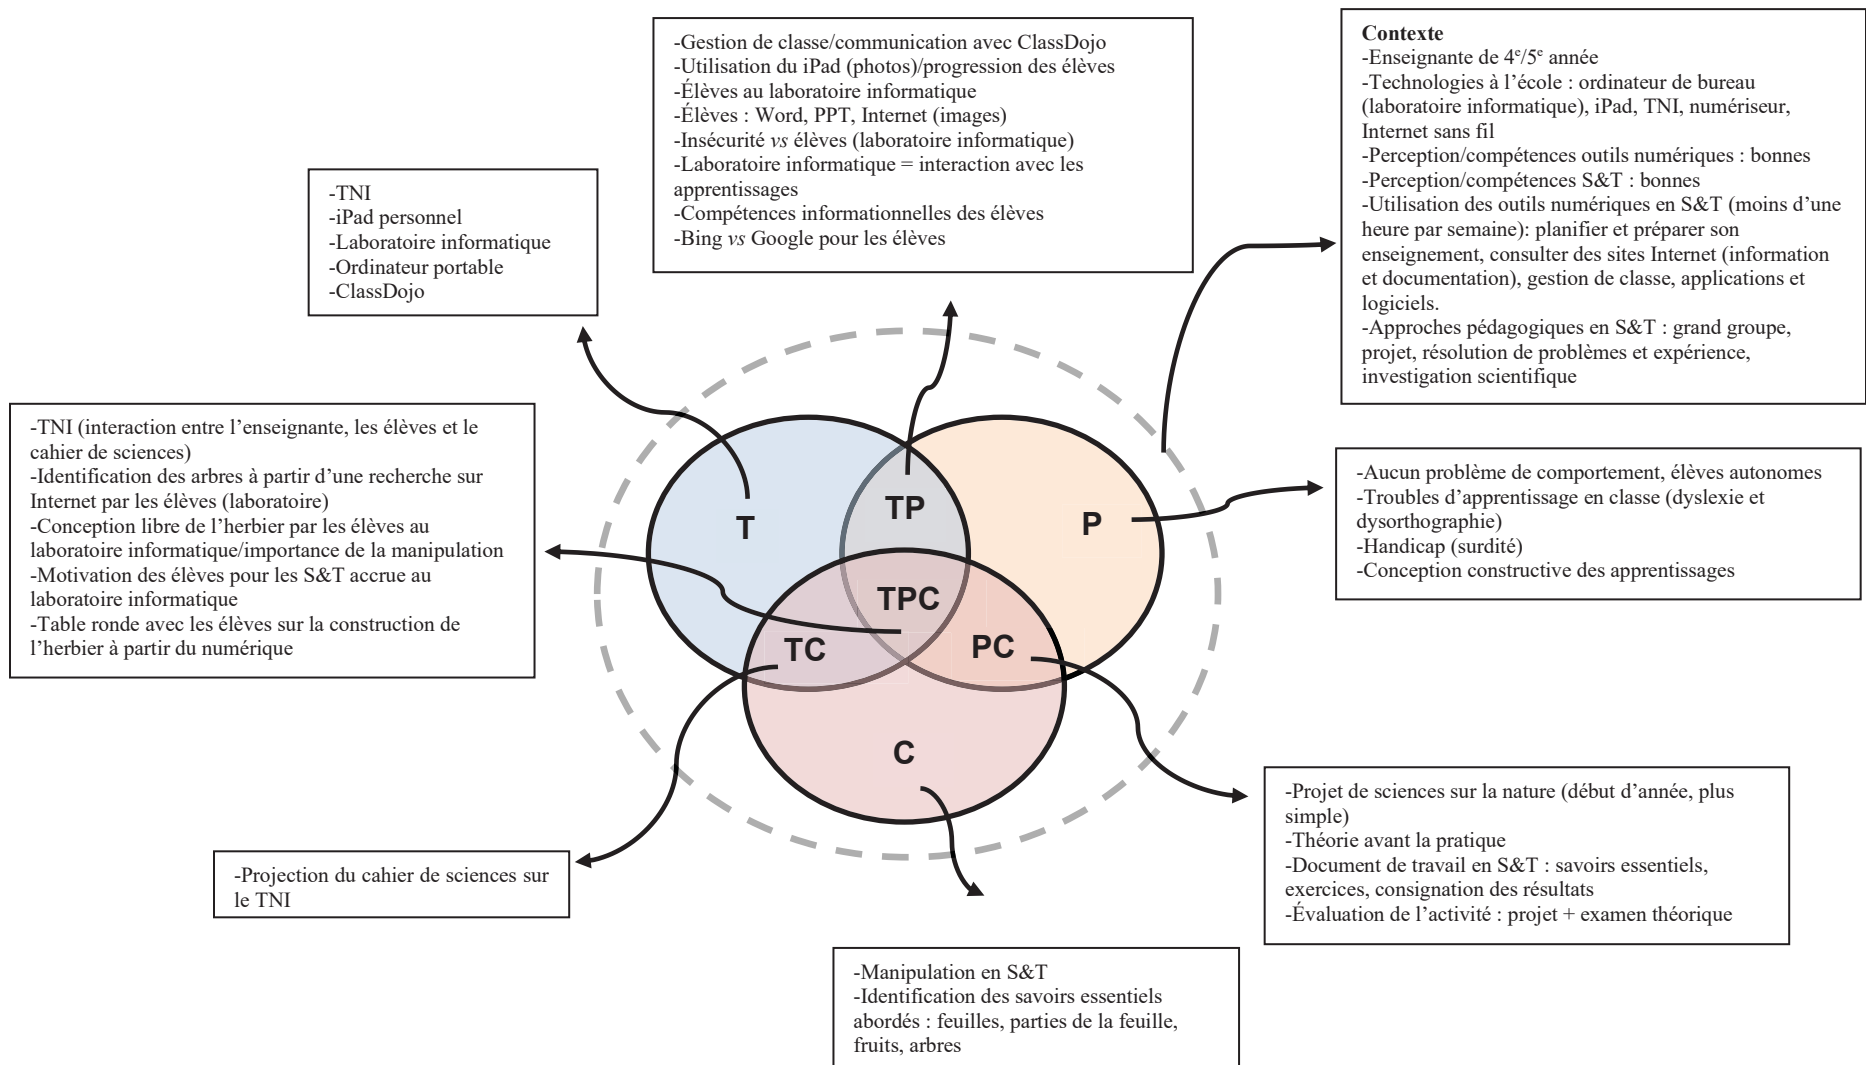 -Gestion de classe/communication avec ClassDojo
-Utilisation du iPad (photos)/progression des élèves
-Élèves au laboratoire informatique
-Élèves : Word, PPT, Internet (images)
-Insécurité vs élèves (laboratoire informatique)
-Laboratoire informatique = interaction avec les
apprentissages
-Compétences informationnelles des élèves
-Bing vs Google pour les élèves
Contexte
-Enseignante de 4e/5e année
-Technologies à l’école : ordinateur de bureau
(laboratoire informatique), iPad, TNI, numériseur,
Internet sans fil
-Perception/compétences outils numériques : bonnes
-Perception/compétences S&T : bonnes
-Utilisation des outils numériques en S&T (moins d’une
heure par semaine): planifier et préparer son
enseignement, consulter des sites Internet (information
et documentation), gestion de classe, applications et
logiciels.
-Approches pédagogiques en S&T : grand groupe,
projet, résolution de problèmes et expérience,
investigation scientifique
-TNI
-iPad personnel
-Laboratoire informatique
-Ordinateur portable
-ClassDojo
-TNI (interaction entre l’enseignante, les élèves et le
cahier de sciences)
-Identification des arbres à partir d’une recherche sur
Internet par les élèves (laboratoire)
-Conception libre de l’herbier par les élèves au
laboratoire informatique/importance de la manipulation
-Motivation des élèves pour les S&T accrue au
laboratoire informatique
-Table ronde avec les élèves sur la construction de
l’herbier à partir du numérique
T
TP
P
TPC
TC
PC
C
-Aucun problème de comportement, élèves autonomes
-Troubles d’apprentissage en classe (dyslexie et
dysorthographie)
-Handicap (surdité)
-Conception constructive des apprentissages
-Projet de sciences sur la nature (début d’année, plus
simple)
-Théorie avant la pratique
-Document de travail en S&T : savoirs essentiels,
exercices, consignation des résultats
-Évaluation de l’activité : projet + examen théorique
-Projection du cahier de sciences sur
le TNI
-Manipulation en S&T
-Identification des savoirs essentiels
abordés : feuilles, parties de la feuille,
fruits, arbres